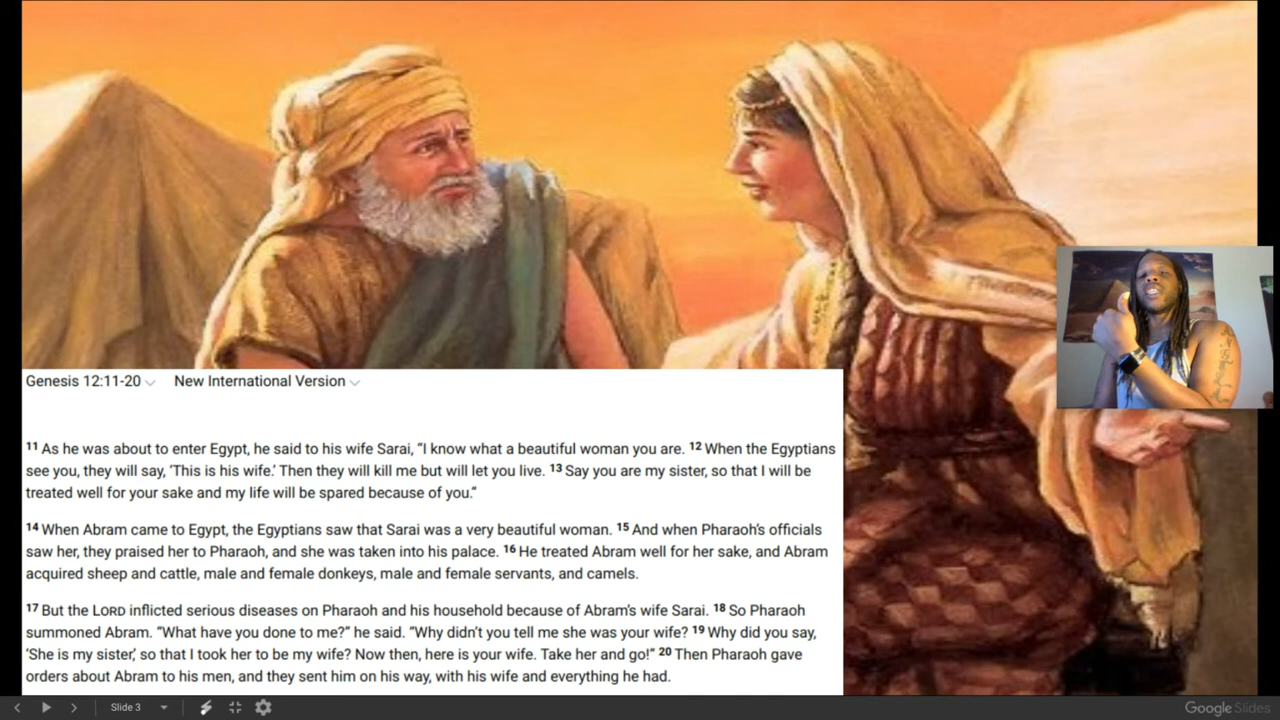 Genesis 12:11-20 New International Version
11 As he was about to enter Egypt, he said to his wife Sarai, “I know what a beautiful woman you are. 12 When the Egyptians
see you, they will say, ‘This is his wife.’ Then they will kill me but will let you live. 13 Say you are my sister, so that I will be
treated well for your sake and my life will be spared because of you.”
14 When Abram came to Egypt, the Egyptians saw that Sarai was a very beautiful woman. 15 And when Pharaoh’s officials
saw her, they praised her to Pharaoh, and she was taken into his palace. 16 He treated Abram well for her sake, and Abram
acquired sheep and cattle, male and female donkeys, male and female servants, and camels.
17 But the LORD inflicted serious diseases on Pharaoh and his household because of Abram’s wife Sarai. 18 So Pharaoh
summoned Abram. “What have you done to me?” he said. “Why didn’t you tell me she was your wife? 19 Why did you say,
‘She is my sister,’ so that I took her to be my wife? Now then, here is your wife. Take her and go!” 20 Then Pharaoh gave
orders about Abram to his men, and they sent him on his way, with his wife and everything he had.
Slide 3
Google Slides